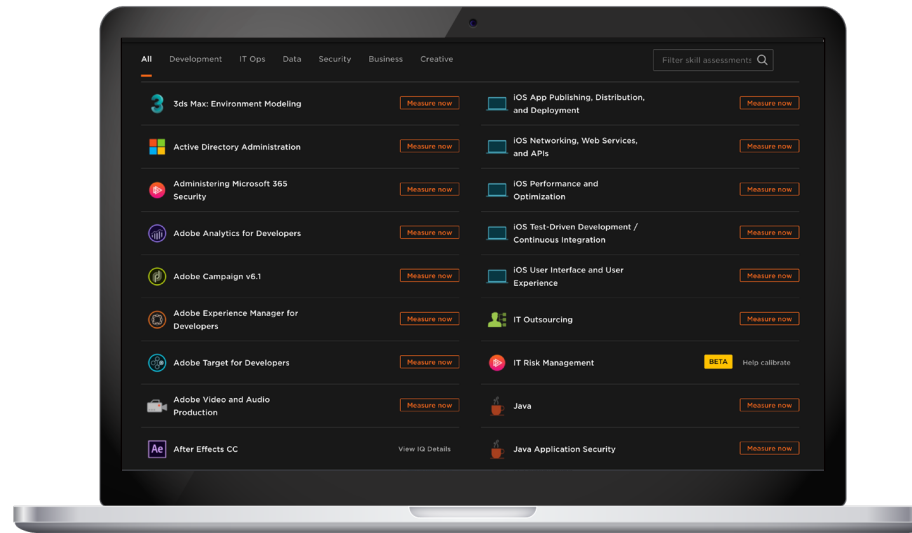 All Development IT Ops Data Security Business Creative
Filter skill assessments
3ds Max: Environment Modeling
Measure now
Active Directory Administration
Measure now
Administering Microsoft 365
Security
Measure now
Adobe Analytics for Developers
Measure now
Adobe Campaign v6.1
Measure now
Adobe Experience Manager for
Developers
Measure now
Adobe Target for Developers
Measure now
Adobe Video and Audio
Production
Measure now
Ae
After Effects CC
View IQ Details
iOS App Publishing, Distribution,
and Deployment
Measure now
iOS Networking, Web Services,
and APIs
Measure now
iOS Performance and
Optimization
Measure now
iOS Test-Driven Development /
Continuous Integration
Measure now
iOS User Interface and User
Experience
Measure now
IT Outsourcing
Measure now
IT Risk Management
BETA
Help calibrate
Java
Measure now
Java Application Security
Measure now